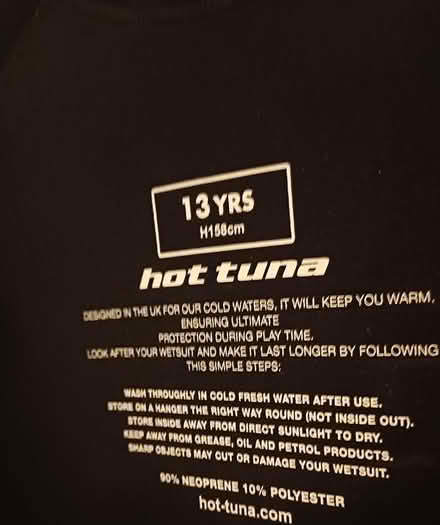 13 YRS
H158cm
hot tuna
DESIGNED IN THE UK FOR OUR COLD WATERS, IT WILL KEEP YOU WARM,
ENSURING ULTIMATE
PROTECTION DURING PLAY TIME.
LOOK AFTER YOUR WETSUIT AND MAKE IT LAST LONGER BY FOLLOWING
THIS SIMPLE STEPS:
WASH THROUGHLY IN COLD FRESH WATER AFTER USE.
STORE ON A HANGER THE RIGHT WAY ROUND (NOT INSIDE OUT).
STORE INSIDE AWAY FROM DIRECT SUNLIGHT TO DRY.
KEEP AWAY FROM GREASE, OIL AND PETROL PRODUCTS.
SHARP OBJECTS MAY CUT OR DAMAGE YOUR WETSUIT.
90% NEOPRENE 10% POLYESTER
hot-tuna.com